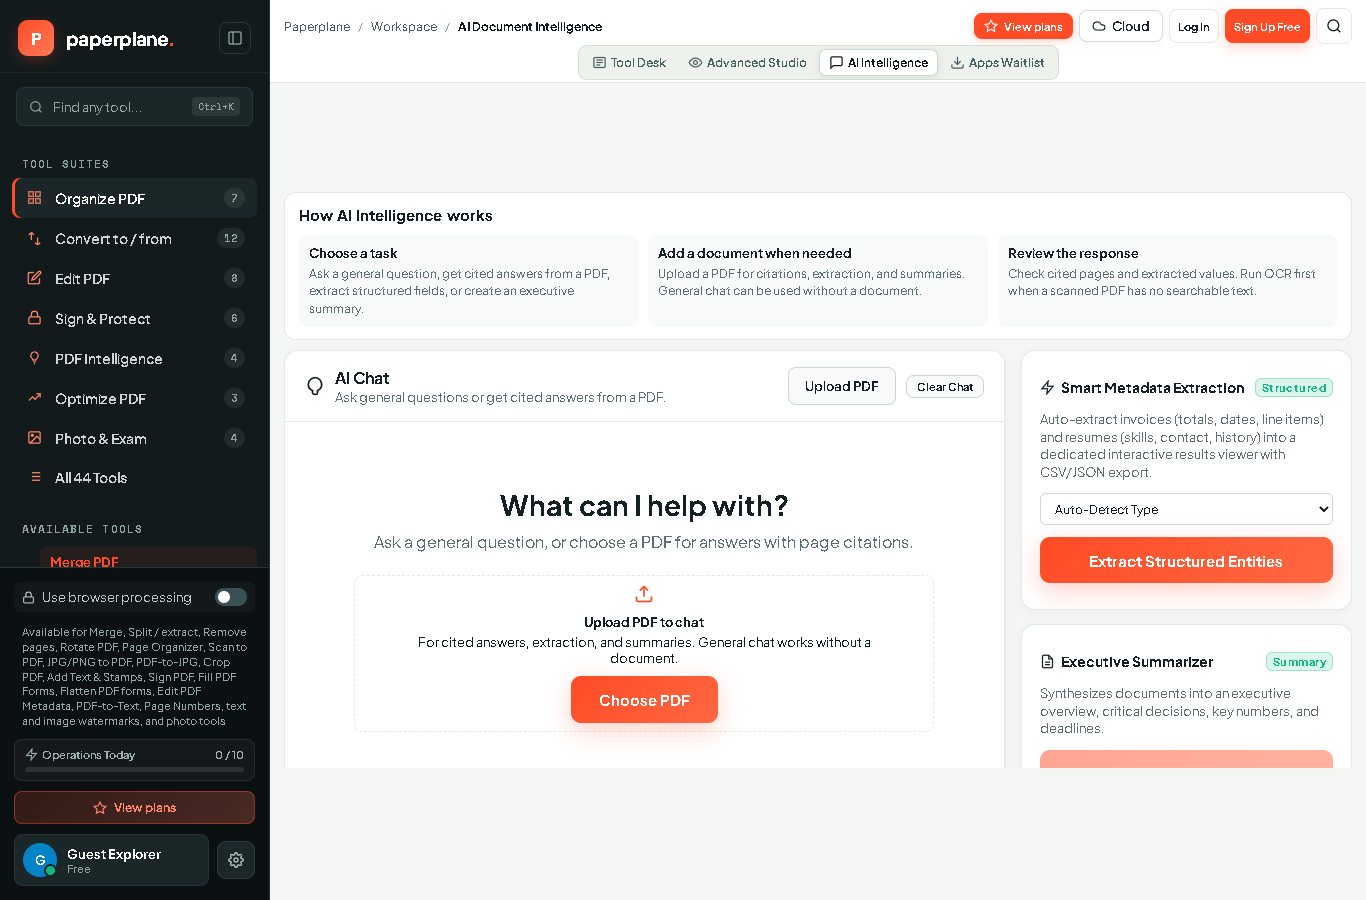 P
paperplane.
Find any tool...
Ctrl+K
TOOL SUITES
Organize PDF
7
Convert to / from
12
Edit PDF
8
Sign & Protect
6
PDF Intelligence
4
Optimize PDF
3
Photo & Exam
4
All 44 Tools
AVAILABLE TOOLS
Merge PDF
Use browser processing
Available for Merge, Split / extract, Remove
pages, Rotate PDF, Page Organizer, Scan to
PDF, JPG/PNG to PDF, PDF-to-JPG, Crop
PDF, Add Text & Stamps, Sign PDF, Fill PDF
Forms, Flatten PDF forms, Edit PDF
Metadata, PDF-to-Text, Page Numbers, text
and image watermarks, and photo tools
Operations Today
0 / 10
View plans
G
Guest Explorer
Free
Paperplane / Workspace / AI Document Intelligence
View plans
Cloud
Log In
Sign Up Free
Tool Desk
Advanced Studio
AI Intelligence
Apps Waitlist
How AI Intelligence works
Choose a task
Ask a general question, get cited answers from a PDF,
extract structured fields, or create an executive
summary.
Add a document when needed
Upload a PDF for citations, extraction, and summaries.
General chat can be used without a document.
Review the response
Check cited pages and extracted values. Run OCR first
when a scanned PDF has no searchable text.
AI Chat
Ask general questions or get cited answers from a PDF.
Upload PDF
Clear Chat
What can I help with?
Ask a general question, or choose a PDF for answers with page citations.
Upload PDF to chat
For cited answers, extraction, and summaries. General chat works without a
document.
Choose PDF
Smart Metadata Extraction
Structured
Auto-extract invoices (totals, dates, line items)
and resumes (skills, contact, history) into a
dedicated interactive results viewer with
CSV/JSON export.
Auto-Detect Type
Extract Structured Entities
Executive Summarizer
Summary
Synthesizes documents into an executive
overview, critical decisions, key numbers, and
deadlines.